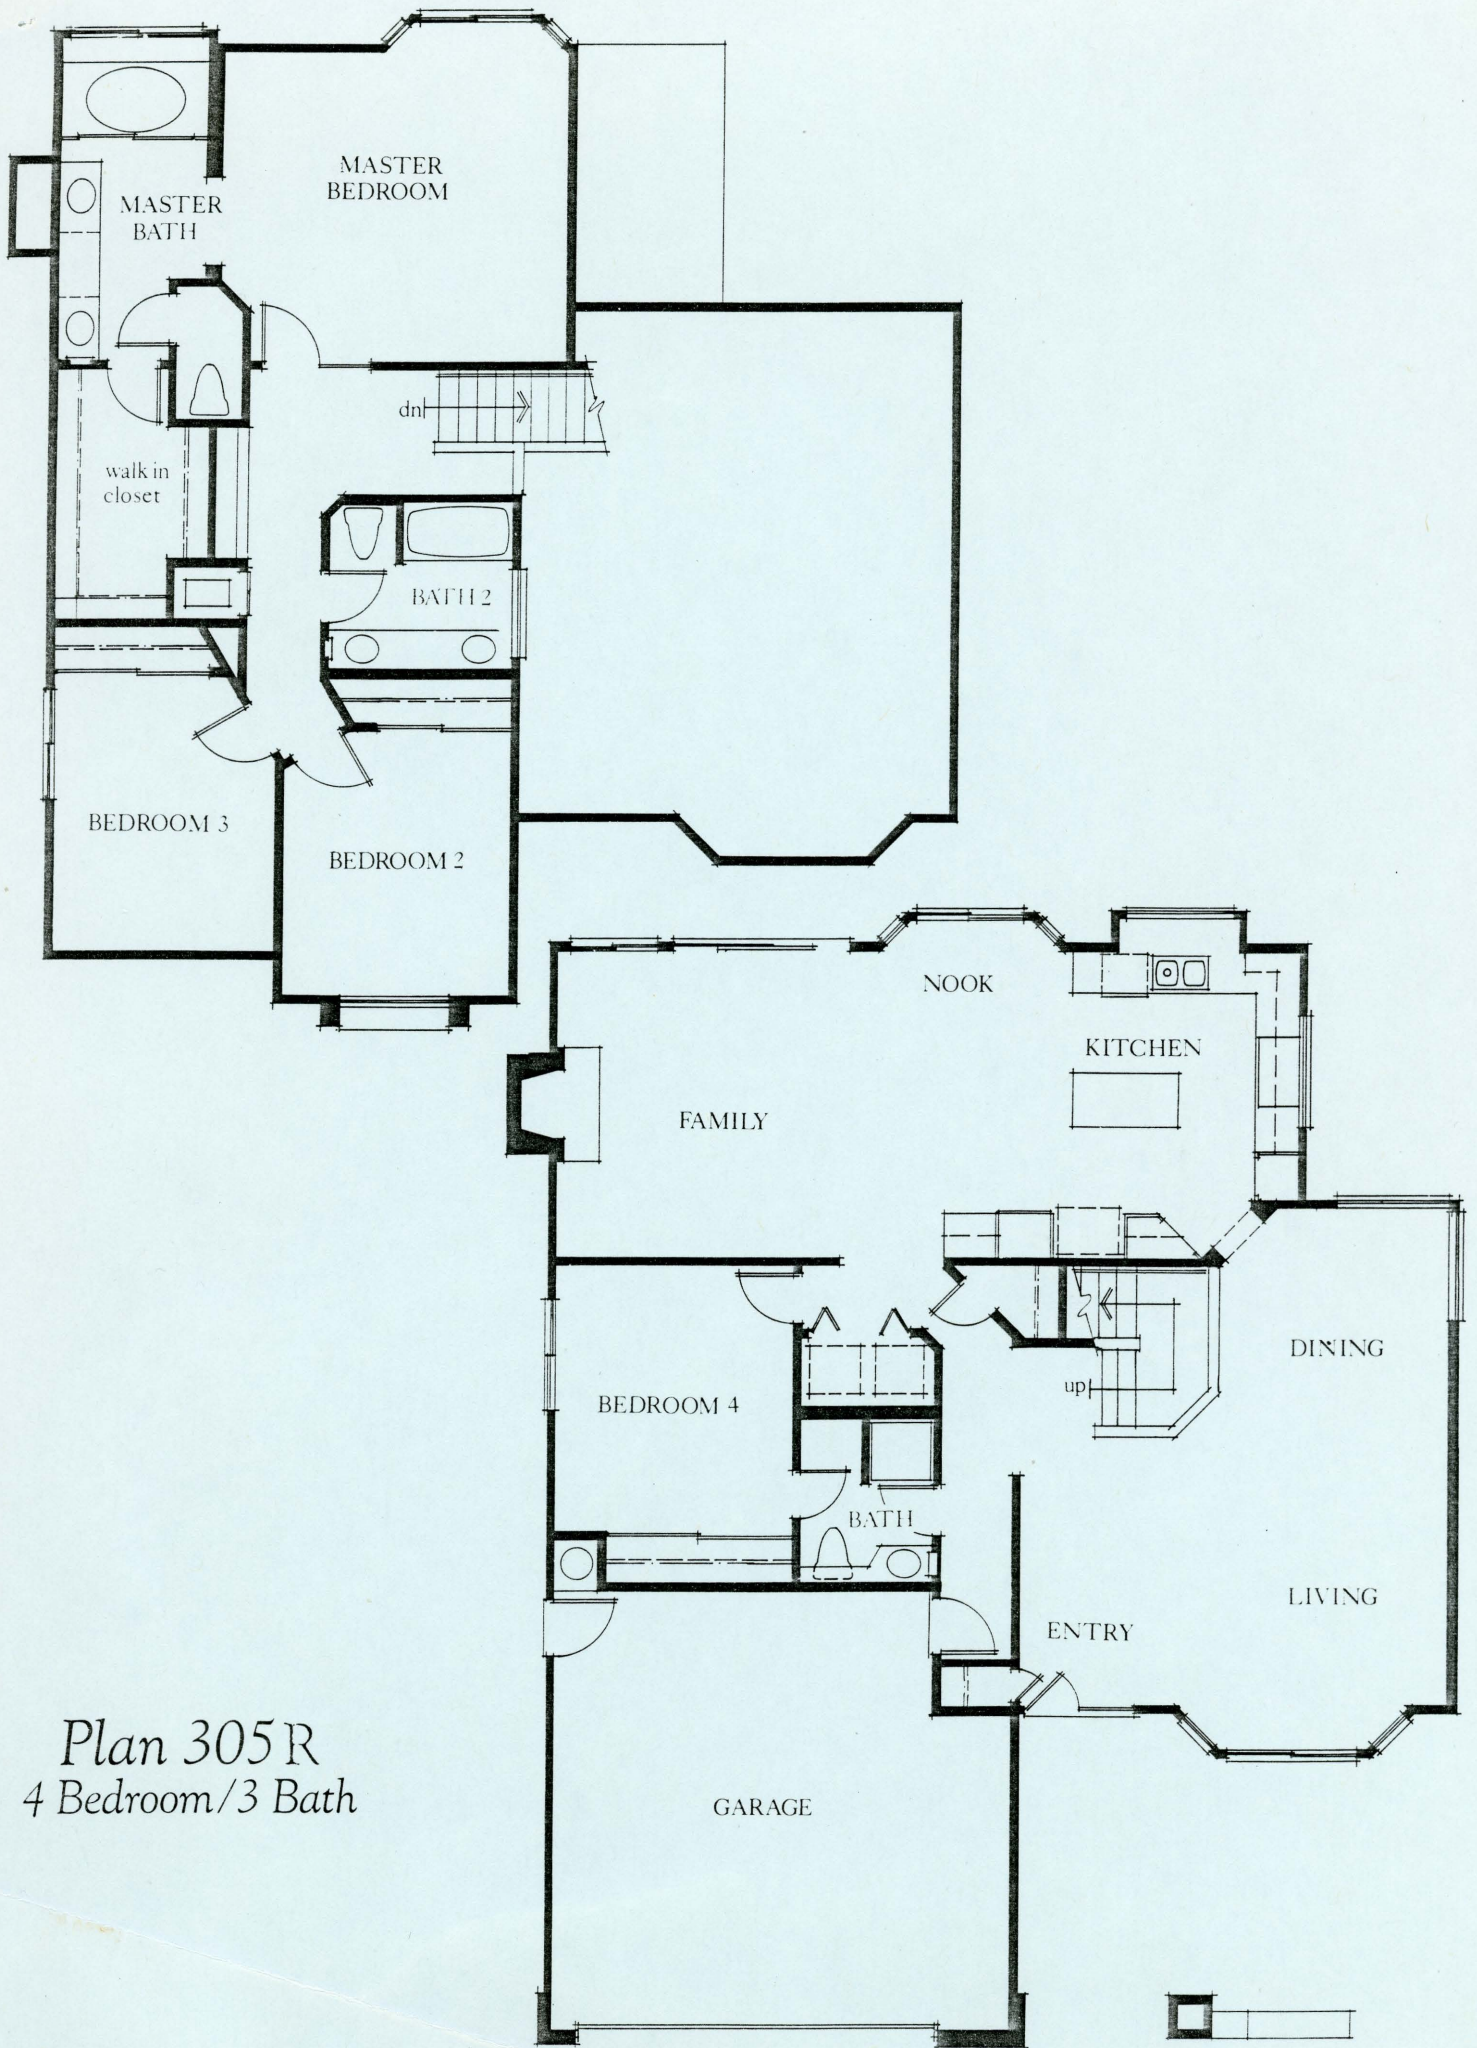 MASTER
BEDROOM
MASTER
BATH
dn
walk in
closet
BATH 2
BEDROOM 3
BEDROOM 2
NOOK
KITCHEN
FAMILY
DINING
up
BEDROOM 4
BATH
LIVING
ENTRY
GARAGE
Plan 305R
4 Bedroom/3 Bath